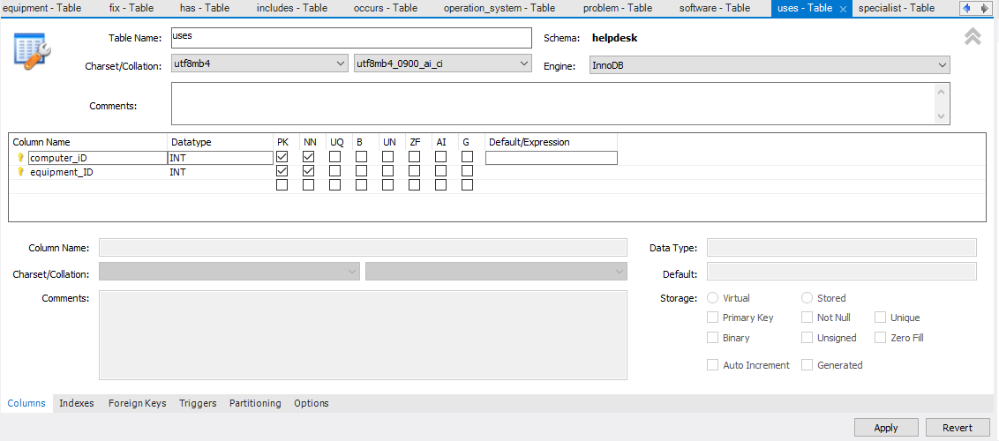 equipment - Table fix - Table has - Table includes - Table occurs - Table operation_system - Table problem - Table software - Table uses - Table specialist - Table
Table Name: uses Schema: helpdesk
Charset/Collation: utf8mb4 utf8mb4_0900_ai_ci Engine: InnoDB
Comments:
Column Name Datatype PK NN UQ B UN ZF AI G Default/Expression
computer_iD INT
equipment_ID INT
Column Name: Data Type:
Charset/Collation: Default:
Comments: Storage: Virtual Stored
Primary Key Not Null Unique
Binary Unsigned Zero Fill
Auto Increment Generated
Columns Indexes Foreign Keys Triggers Partitioning Options
Apply Revert